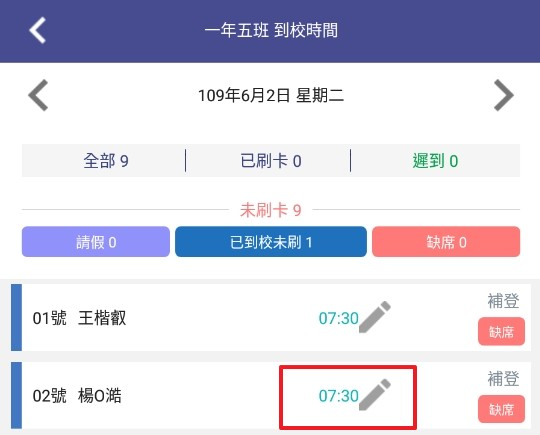 一年五班 到校時間
109年6月2日 星期二
全部 9 已刷卡 0 遲到 0
未刷卡 9
請假 0 已到校未刷 1 缺席 0
補登
01號 王楷叡 07:30
缺席
補登
02號 楊O澔 07:30
缺席